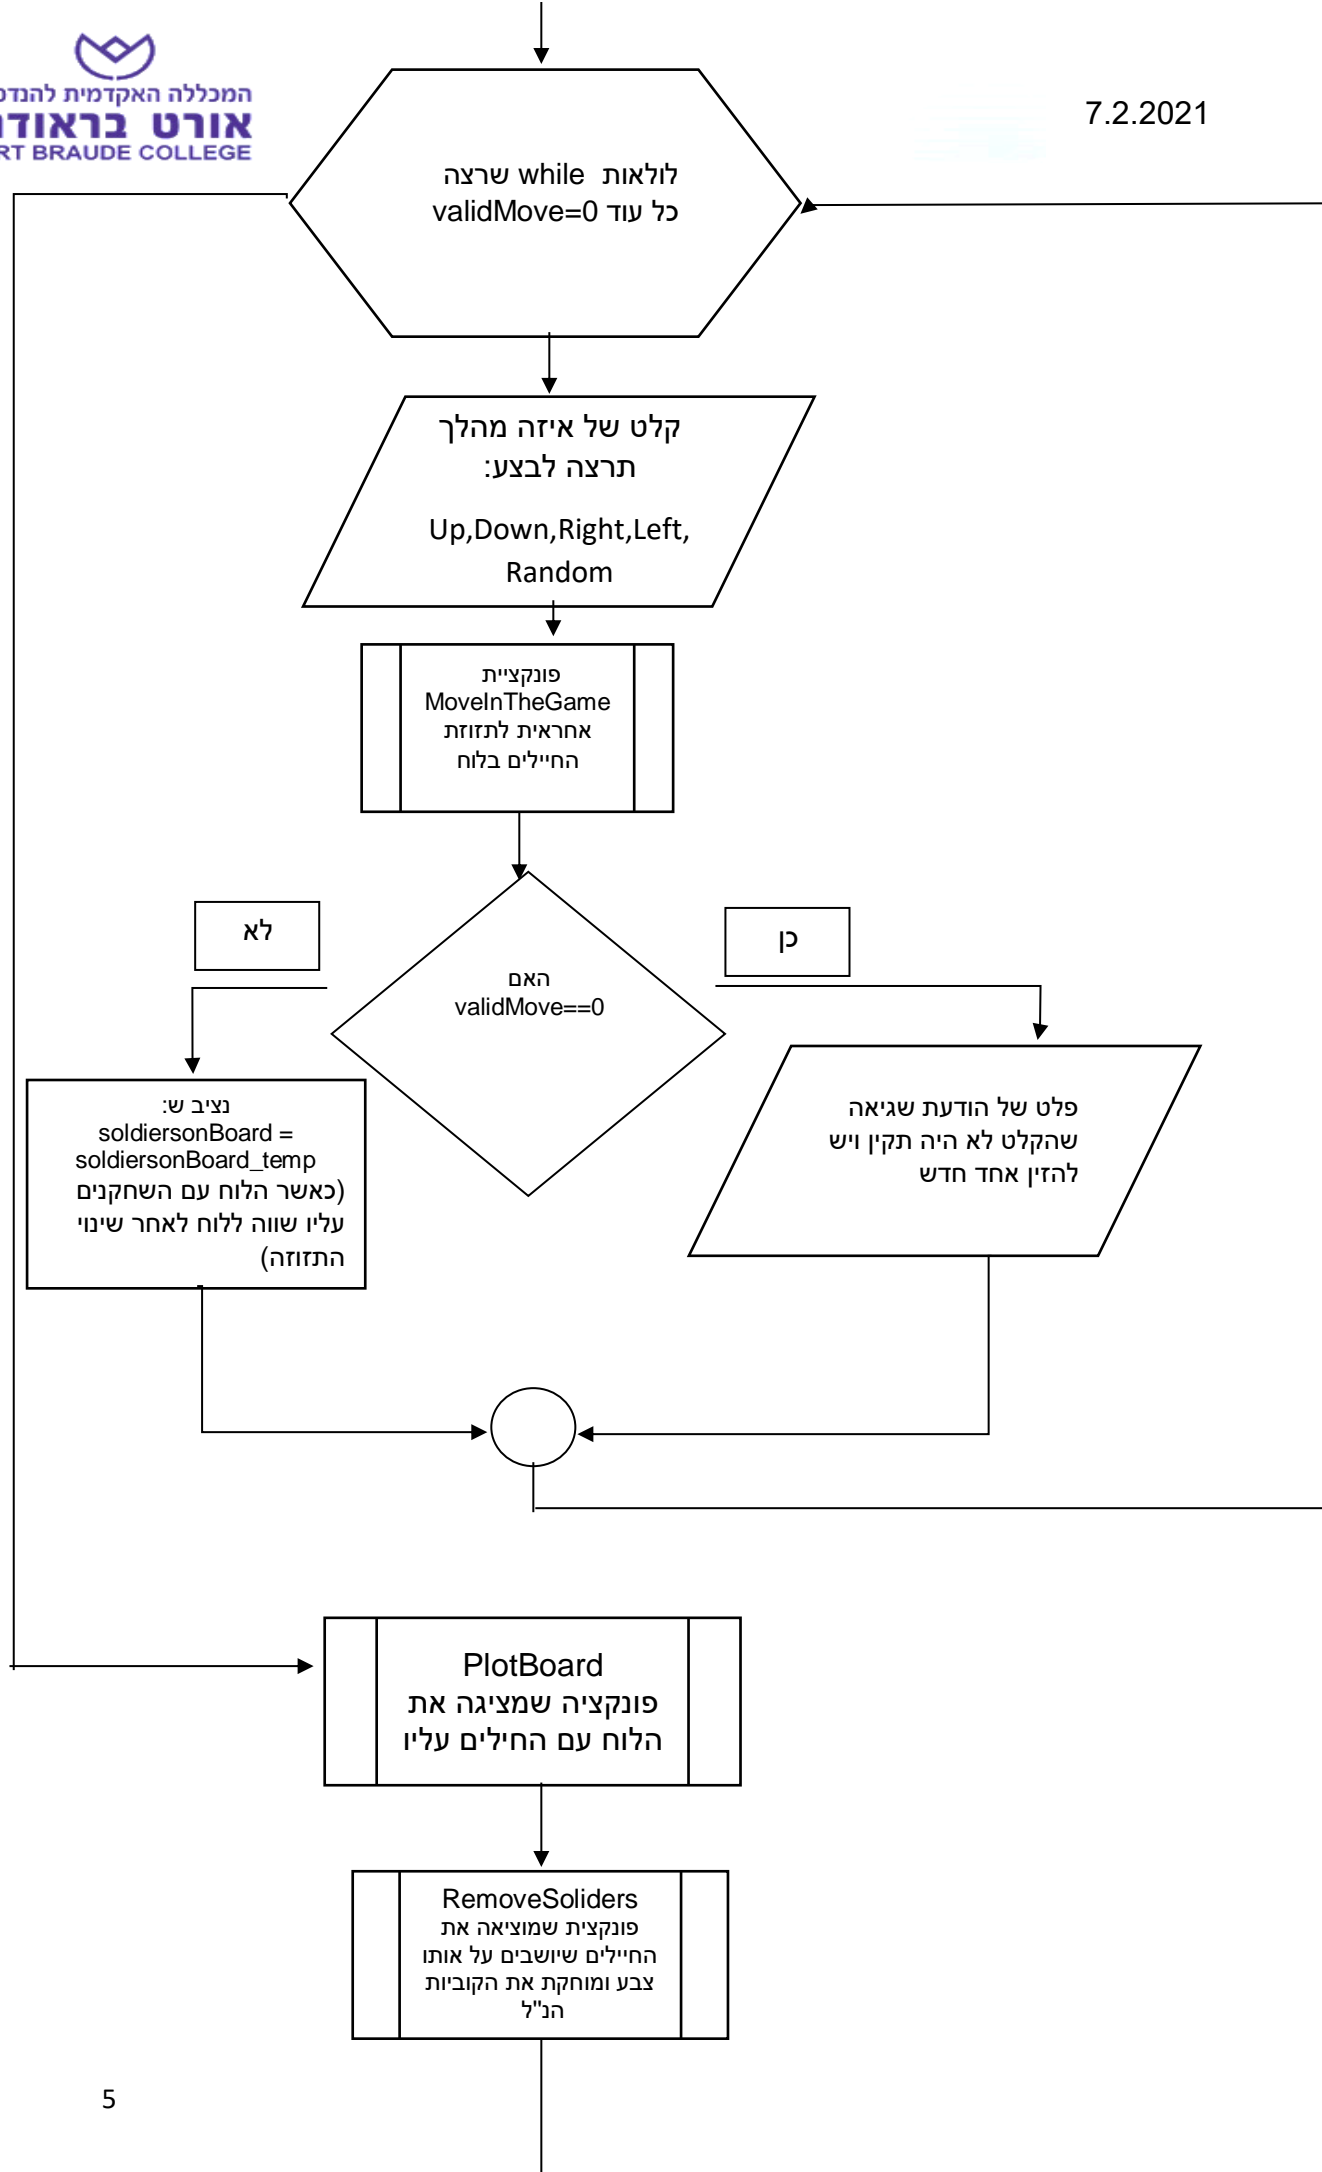 המכללה האקדמית
אורט
BRAUDE COLLEGE
7.2.2021
לולאות while שרצה
כל עוד validMove=0
קלט של איזה מהלך
תרצה לבצע:
Up,Down,Right,Left,
Random
פונקציית
MoveInTheGame
אחראית לתזוזת
החיילים בלוח
לא
כן
האם
validMove==0
נציב ש:
soldiersonBoard =
soldiersonBoard_temp
(כאשר הלוח עם השחקנים
עליו שווה ללוח לאחר שינוי
התזוזה)
פלט של הודעת שגיאה
שהקלט לא היה תקין ויש
להזין אחד חדש
PlotBoard
פונקציה שמציגה את
הלוח עם החילים עליו
RemoveSoliders
פונקצית שמוציאה את
החיילים שיושבים על אותו
צבע ומוחקת את הקוביות
הנ"ל
5